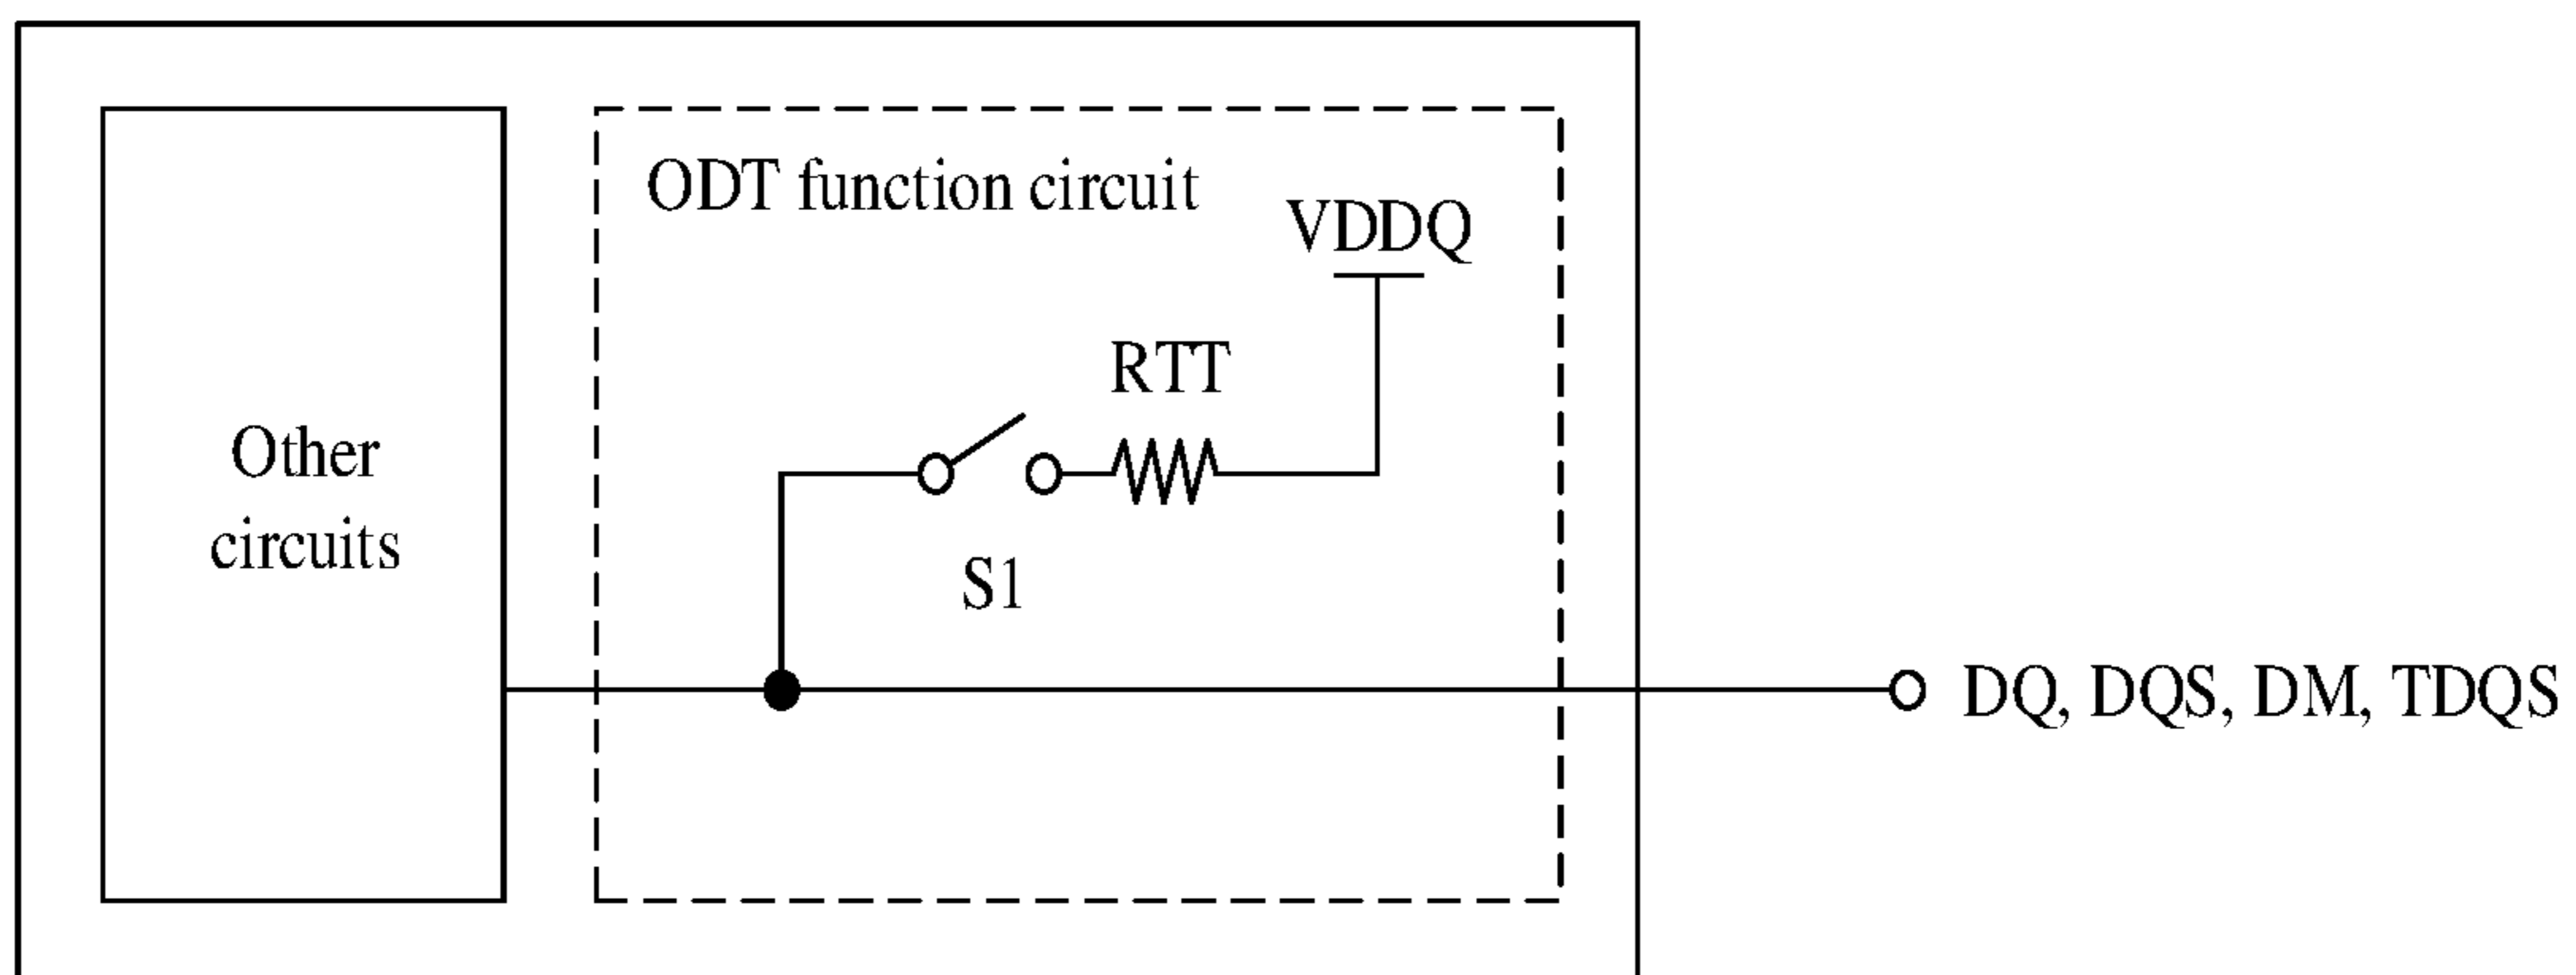 ODT function circuit
VDDQ
RTT
Other
circuits
S1
DQ, DQS, DM, TDQS